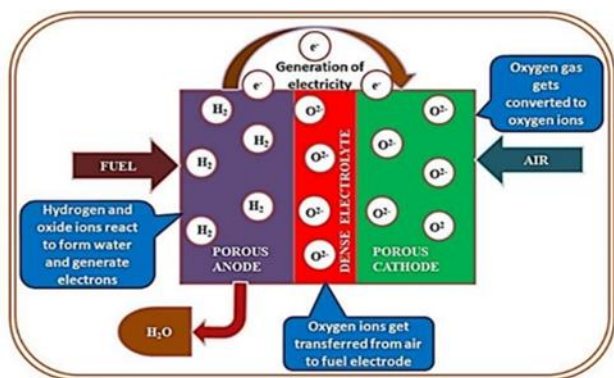 e-
Generation of
electricity
e-
e-
H2
H2
H2
H2
H2
O2-
O2-
O2-
O2-
O2-
O2-
O2-
O2-
O2
DENSE ELECTROLYTE
POROUS
ANODE
POROUS
CATHODE
FUEL
AIR
Oxygen gas
gets
converted to
oxygen ions
Hydrogen and
oxide ions react
to form water
and generate
electrons
H2O
Oxygen ions get
transferred from air
to fuel electrode